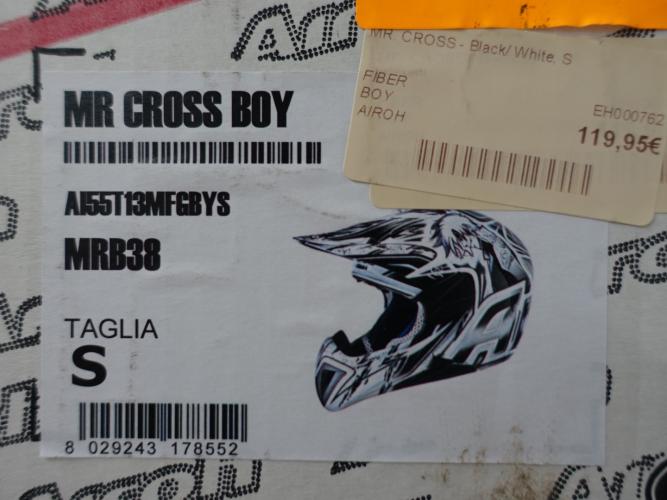 MR CROSS BOY
AI55T13MFGBYS
MRB38
TAGLIA
S
8 029243 178552
MR. CROSS - Black/ White, S
FIBER
BOY
AIROH
EH000762
119,95€